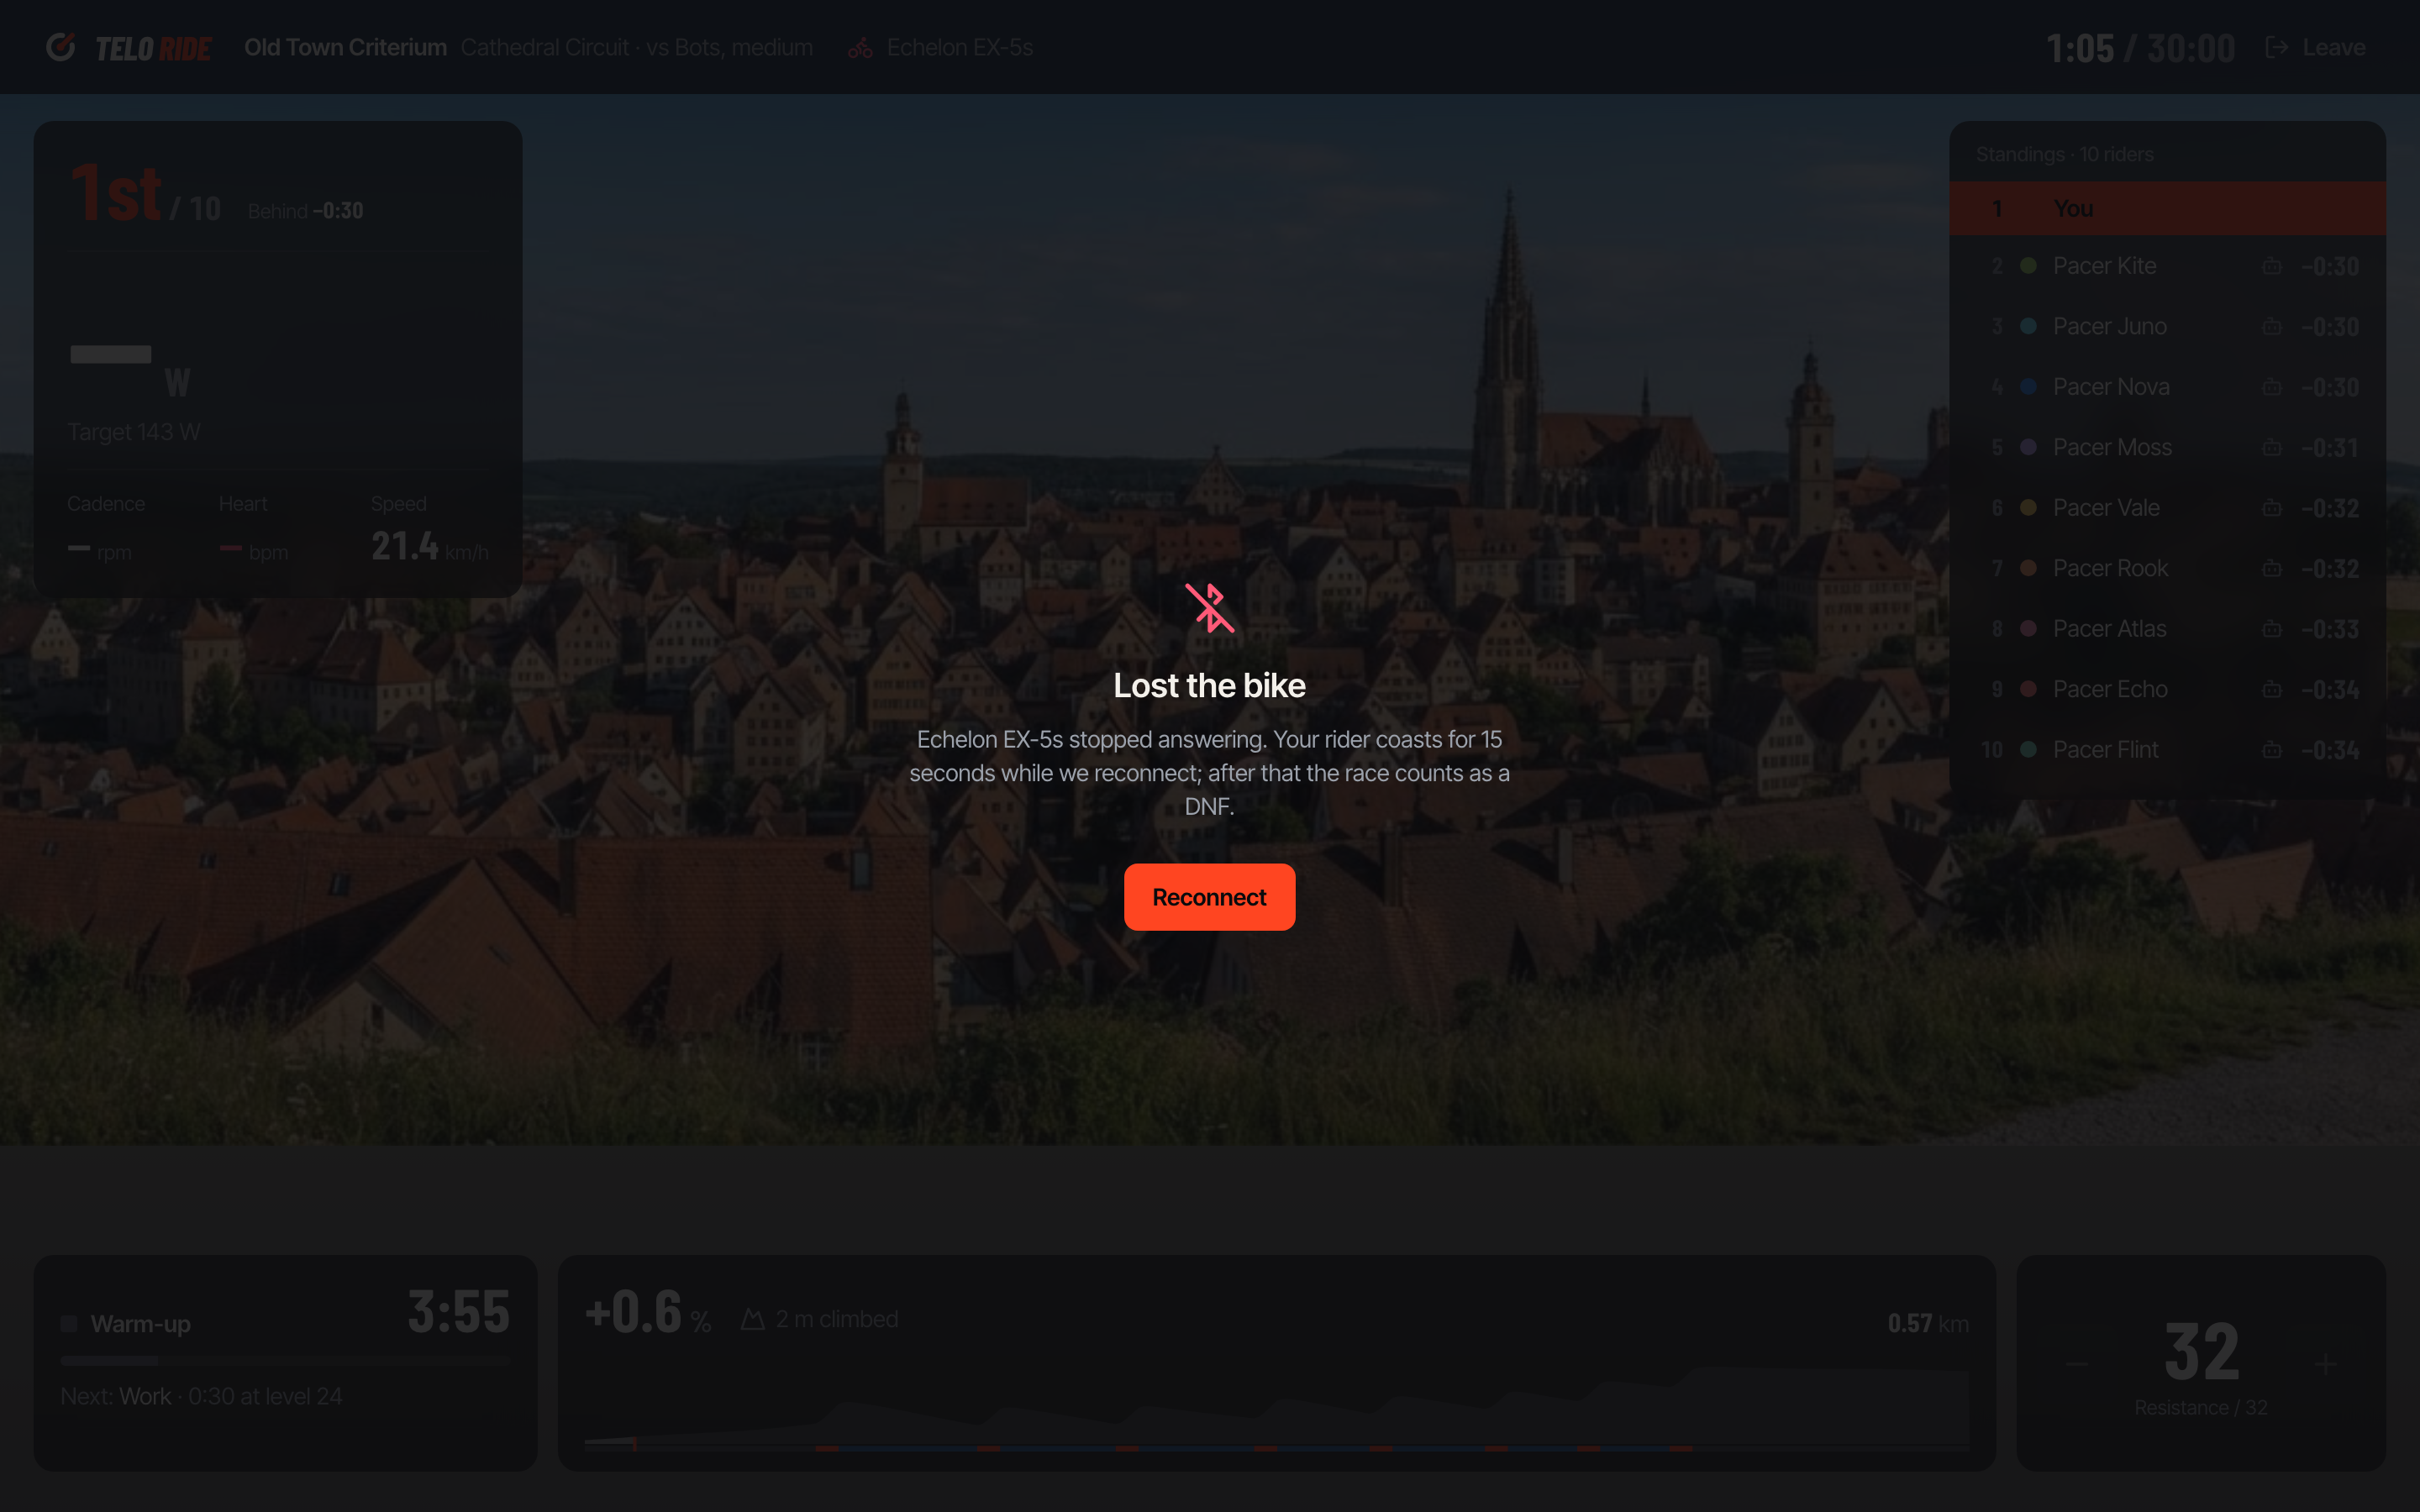 TELO RIDE Old Town Criterium Cathedral Circuit · vs Bots, medium Echelon EX-5s 1:05 / 30:00 Leave
1st / 10 Behind –0:30
— W
Target 143 W
Cadence Heart Speed
— rpm — bpm 21.4 km/h
Standings · 10 riders
1 You
2 Pacer Kite –0:30
3 Pacer Juno –0:30
4 Pacer Nova –0:30
5 Pacer Moss –0:31
6 Pacer Vale –0:32
7 Pacer Rook –0:32
8 Pacer Atlas –0:33
9 Pacer Echo –0:34
10 Pacer Flint –0:34
Lost the bike
Echelon EX-5s stopped answering. Your rider coasts for 15
seconds while we reconnect; after that the race counts as a
DNF.
Reconnect
Warm-up 3:55
Next: Work · 0:30 at level 24
+0.6 % 2 m climbed 0.57 km
− 32 +
Resistance / 32